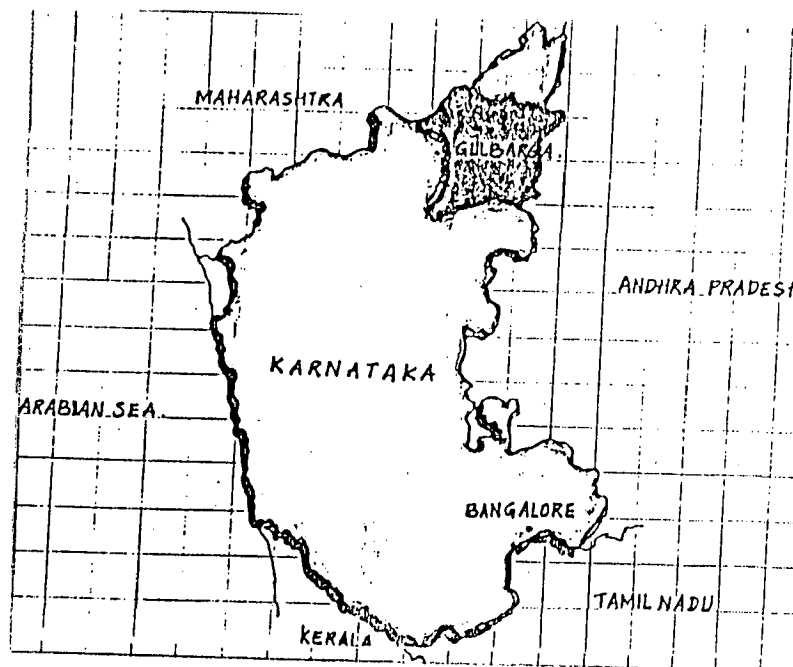 MAHARASHTRA
GULBARGA
ANDHRA PRADESH
KARNATAKA
ARABIAN SEA
BANGALORE
TAMIL NADU
KERALA